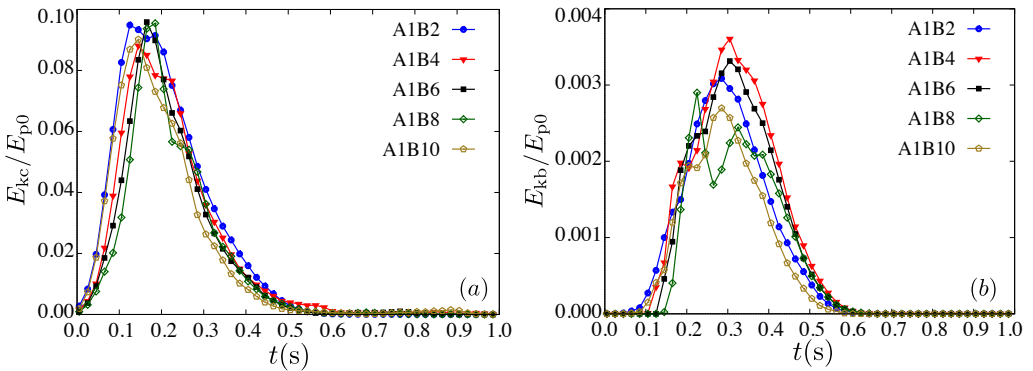 0.10
0.08
0.06
0.04
0.02
0.00
E_kc/E_p0
A1B2
A1B4
A1B6
A1B8
A1B10
(a)
0.0 0.1 0.2 0.3 0.4 0.5 0.6 0.7 0.8 0.9 1.0
t(s)
0.004
0.003
0.002
0.001
0.000
E_kb/E_p0
A1B2
A1B4
A1B6
A1B8
A1B10
(b)
0.0 0.1 0.2 0.3 0.4 0.5 0.6 0.7 0.8 0.9 1.0
t(s)